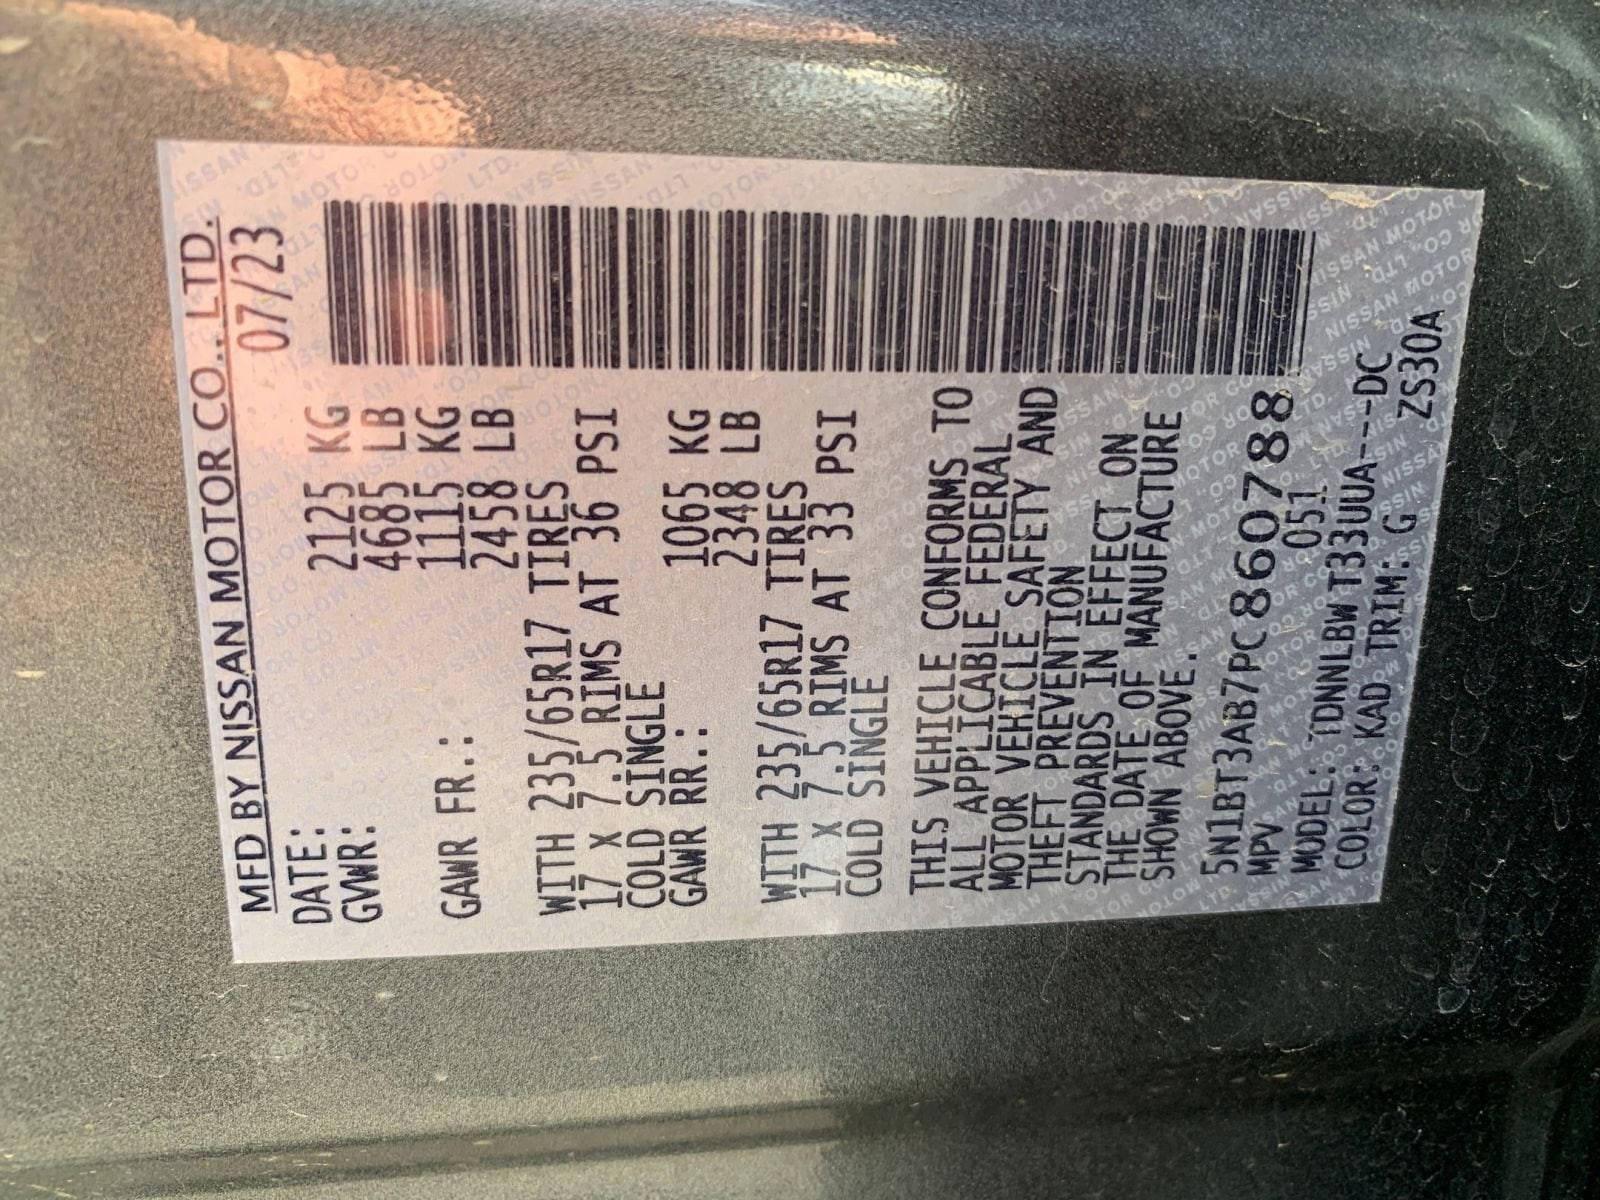 MFD BY NISSAN MOTOR CO., LTD.
DATE: 07/23
GVWR: 2125 KG
4685 LB
GAWR FR.: 1115 KG
2458 LB
WITH 235/65R17 TIRES
17 X 7.5 RIMS AT 36 PSI
COLD SINGLE
GAWR RR.: 1065 KG
2348 LB
WITH 235/65R17 TIRES
17 X 7.5 RIMS AT 33 PSI
COLD SINGLE
THIS VEHICLE CONFORMS TO
ALL APPLICABLE FEDERAL
MOTOR VEHICLE SAFETY AND
THEFT PREVENTION
STANDARDS IN EFFECT ON
THE DATE OF MANUFACTURE
SHOWN ABOVE.
5N1BT3AB7PC860788
MPV 051
MODEL: TDNNLBW T33UUA---DC
COLOR: KAD TRIM: G ZS30A